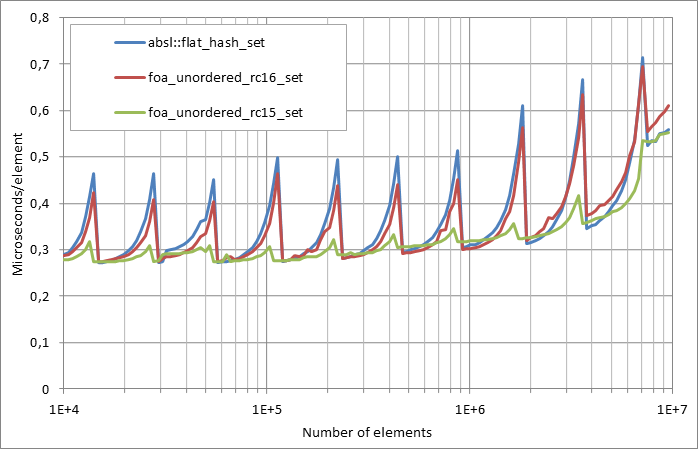 0,8
0,7
0,6
0,5
0,4
0,3
0,2
0,1
0
Microseconds/element
absl::flat_hash_set
foa_unordered_rc16_set
foa_unordered_rc15_set
1E+4
1E+5
1E+6
1E+7
Number of elements